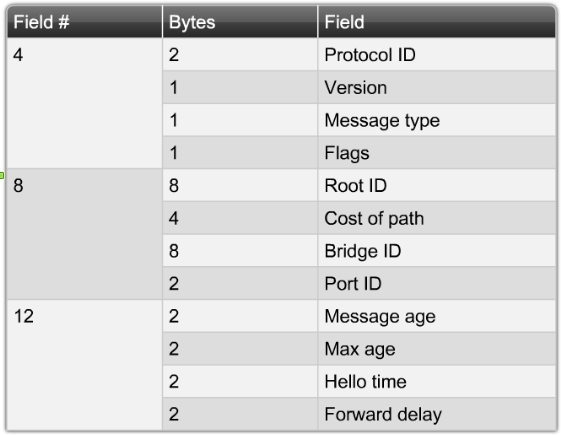 Field # Bytes Field
4 2 Protocol ID
1 Version
1 Message type
1 Flags
8 8 Root ID
4 Cost of path
8 Bridge ID
2 Port ID
12 2 Message age
2 Max age
2 Hello time
2 Forward delay